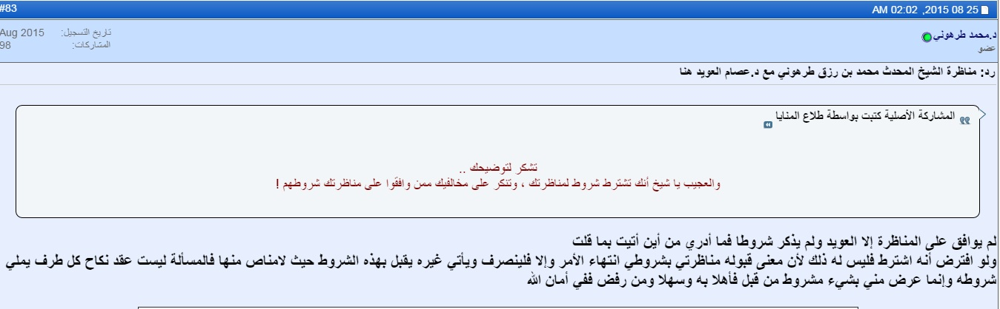 #83
25 08 2015, 02:02 AM
د.محمد طرهوني
عضو
تاريخ التسجيل: Aug 2015
المشاركات: 98
رد: مناظرة الشيخ المحدث محمد بن رزق طرهوني مع د.عصام العويد هنا
المشاركة الأصلية كتبت بواسطة طلاع المنايا
تشكر لتوضيحك ..
والعجيب يا شيخ أنك تشترط شروط لمناظرتك ، وتنكر على مخالفيك ممن وافقوا على مناظرتك شروطهم !
لم يوافق على المناظرة إلا العويد ولم يذكر شروطا فما أدري من أين أتيت بما قلت
ولو افترض أنه اشترط فليس له ذلك لأن معنى قبوله مناظرتي بشروطي انتهاء الأمر وإلا فلينصرف ويأتي غيره يقبل بهذه الشروط حيث لامناص منها فالمسألة ليست عقد نكاح كل طرف يملي
شروطه وإنما عرض مني بشيء مشروط من قبل فأهلا به وسهلا ومن رفض ففي أمان الله